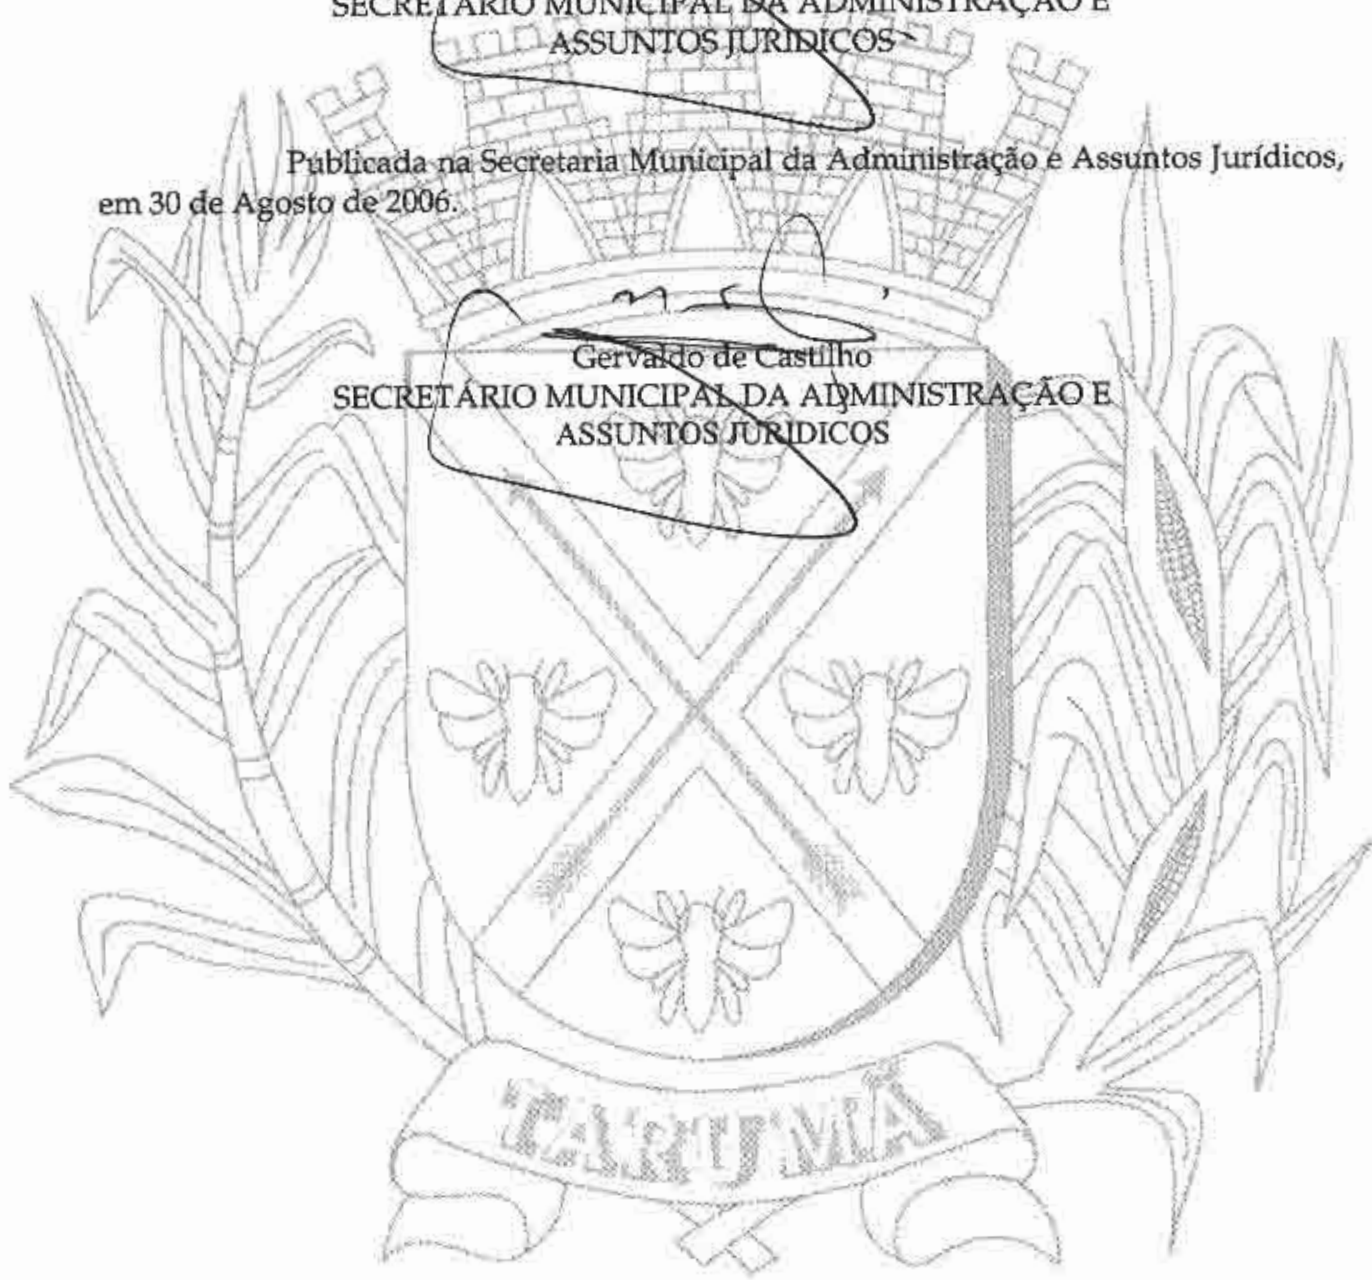 SECRETÁRIO MUNICIPAL DA ADMINISTRAÇÃO E
ASSUNTOS JURÍDICOS
Publicada na Secretaria Municipal da Administração e Assuntos Jurídicos,
em 30 de Agosto de 2006.
Gervaldo de Castilho
SECRETÁRIO MUNICIPAL DA ADMINISTRAÇÃO E
ASSUNTOS JURIDICOS
TARUMÃ